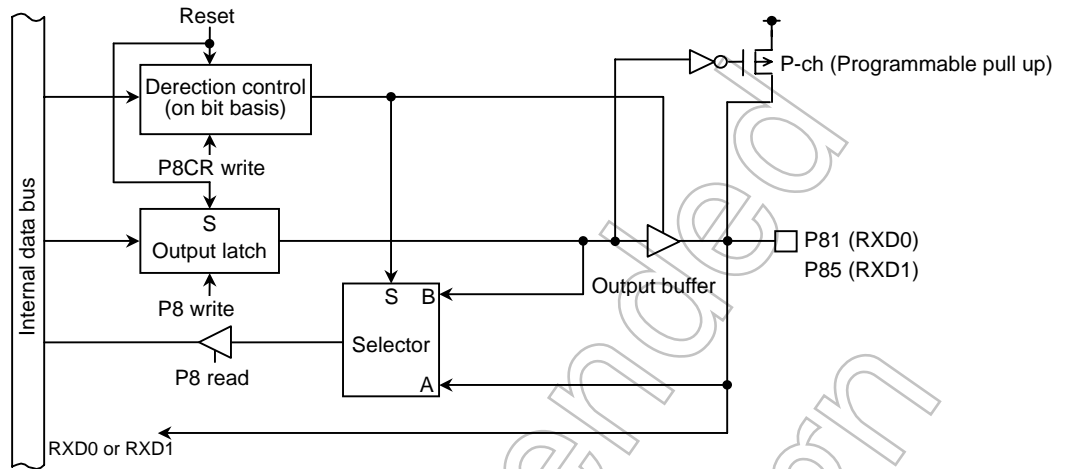 Reset
P-ch (Programmable pull up)
Derection control
(on bit basis)
P8CR write
Internal data bus
S
Output latch
P81 (RXD0)
P85 (RXD1)
Output buffer
P8 write
S
B
Selector
A
P8 read
RXD0 or RXD1
ended
n